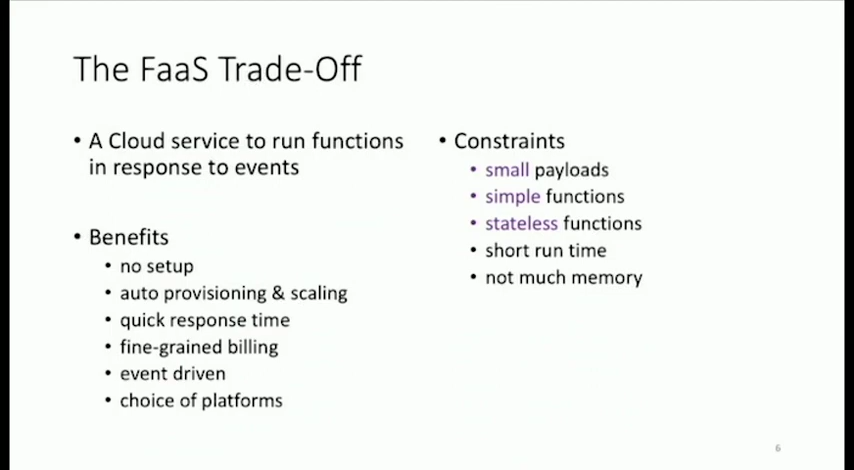 The FaaS Trade-Off
• A Cloud service to run functions
in response to events
• Benefits
• no setup
• auto provisioning & scaling
• quick response time
• fine-grained billing
• event driven
• choice of platforms
• Constraints
• small payloads
• simple functions
• stateless functions
• short run time
• not much memory
6